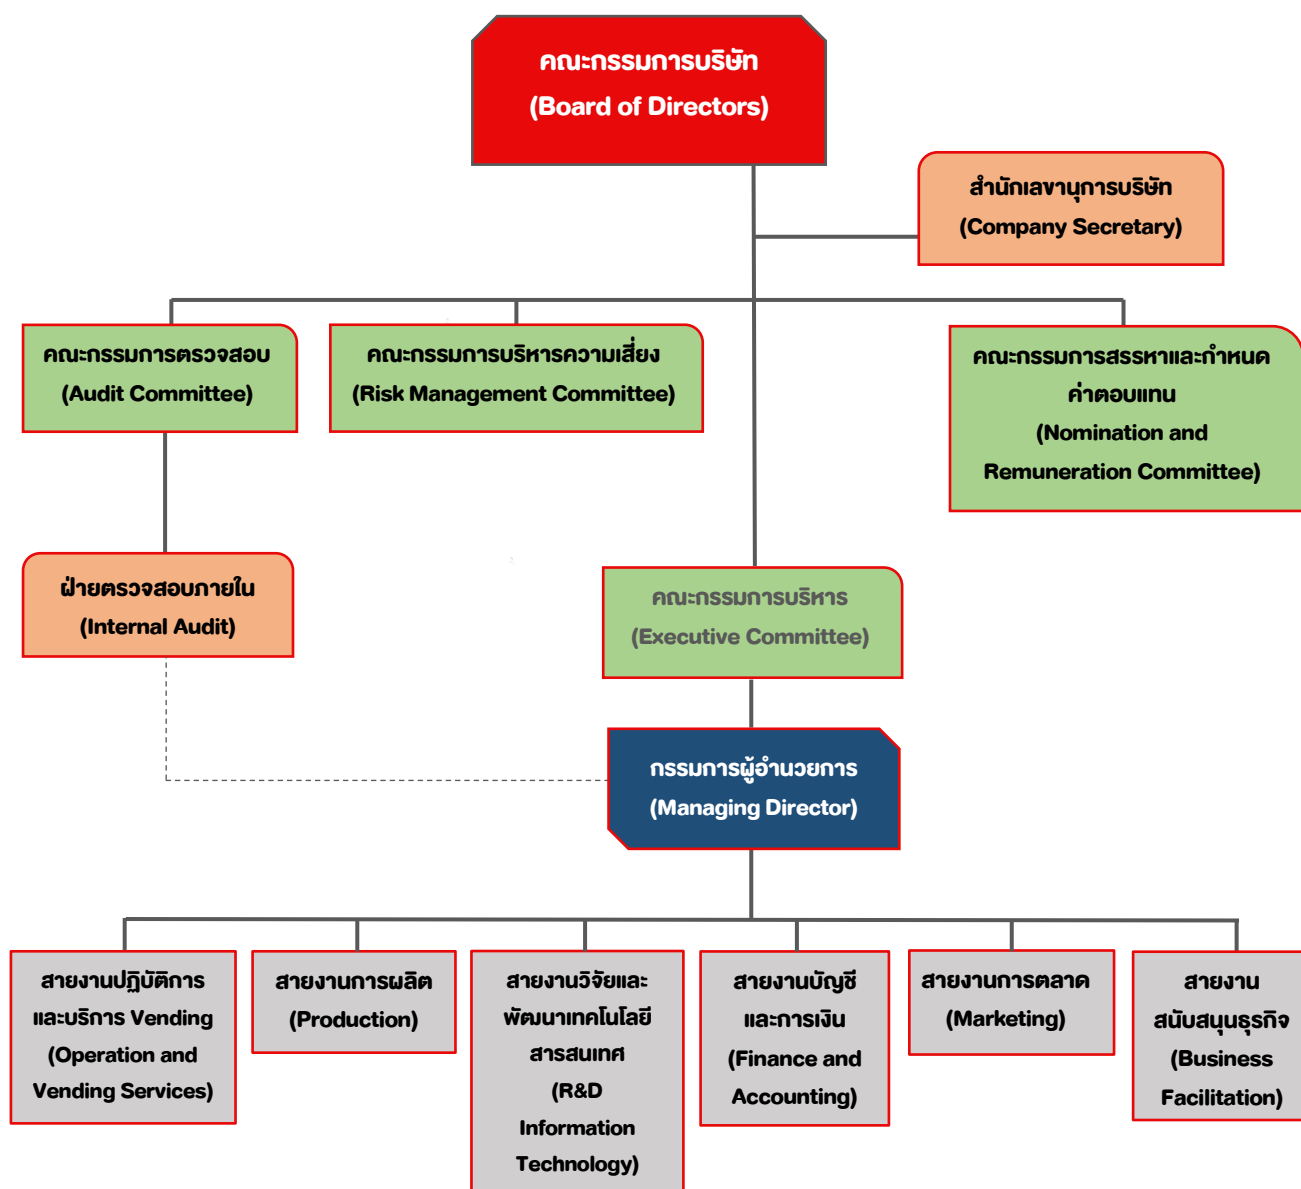 คณะกรรมการบริษัท
(Board of Directors)
สำนักเลขานุการบริษัท
(Company Secretary)
คณะกรรมการตรวจสอบ
(Audit Committee)
คณะกรรมการบริหารความเสี่ยง
(Risk Management Committee)
คณะกรรมการสรรหาและกำหนด
ค่าตอบแทน
(Nomination and
Remuneration Committee)
ฝ่ายตรวจสอบภายใน
(Internal Audit)
คณะกรรมการบริหาร
(Executive Committee)
กรรมการผู้อำนวยการ
(Managing Director)
สายงานปฏิบัติการ
และบริการ Vending
(Operation and
Vending Services)
สายงานการผลิต
(Production)
สายงานวิจัยและ
พัฒนาเทคโนโลยี
สารสนเทศ
(R&D
Information
Technology)
สายงานบัญชี
และการเงิน
(Finance and
Accounting)
สายงานการตลาด
(Marketing)
สายงาน
สนับสนุนธุรกิจ
(Business
Facilitation)